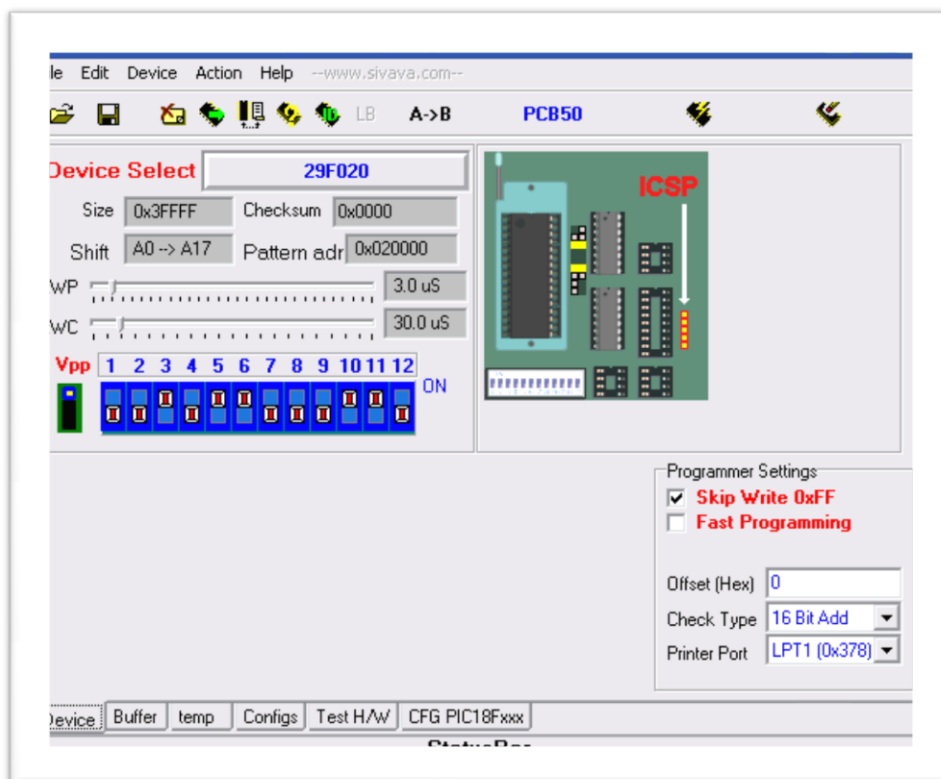 le Edit Device Action Help --www.sivava.com--
LB A->B PCB50
Device Select 29F020
ICSP
Size 0x3FFFF Checksum 0x0000
Shift A0 --> A17 Pattern adr 0x020000
WP 3.0 uS
WC 30.0 uS
Vpp 1 2 3 4 5 6 7 8 9 10 11 12
ON
Programmer Settings
Skip Write 0xFF
Fast Programming
Offset (Hex) 0
Check Type 16 Bit Add
Printer Port LPT1 (0x378)
Device Buffer temp Configs Test H/W CFG PIC18Fxxx
StatusBar